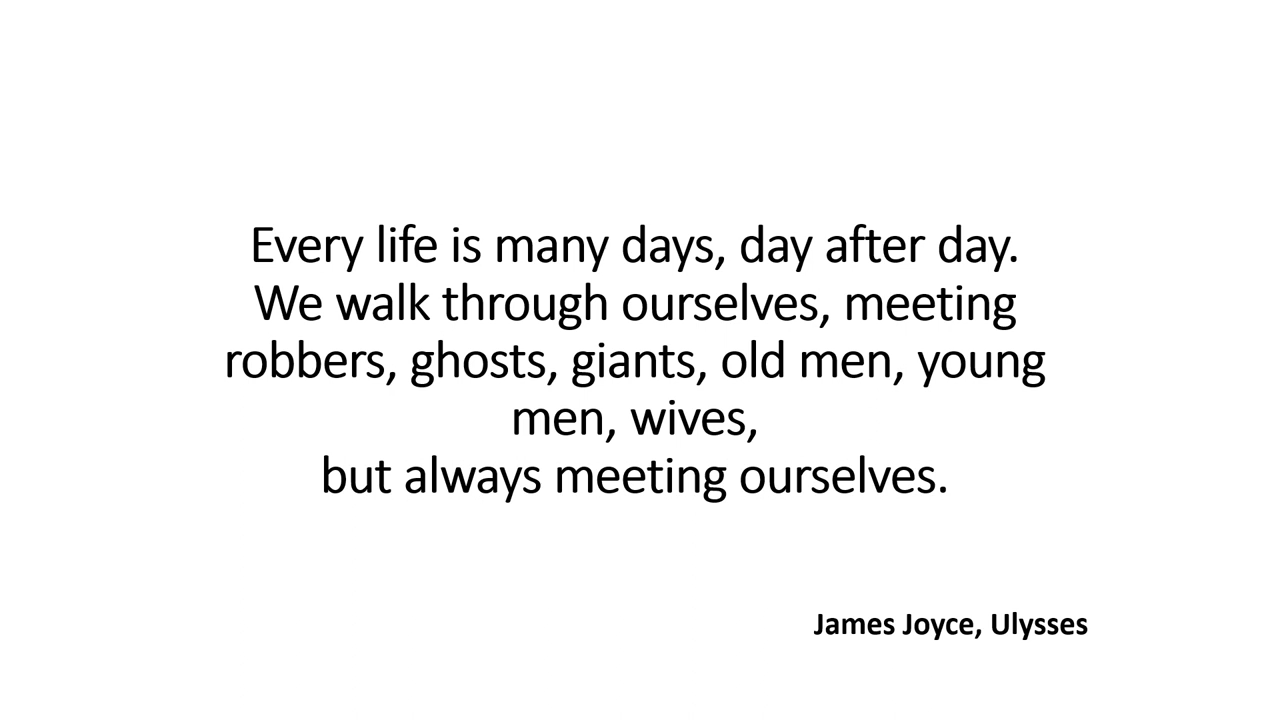 Every life is many days, day after day.
We walk through ourselves, meeting
robbers, ghosts, giants, old men, young
men, wives,
but always meeting ourselves.
James Joyce, Ulysses